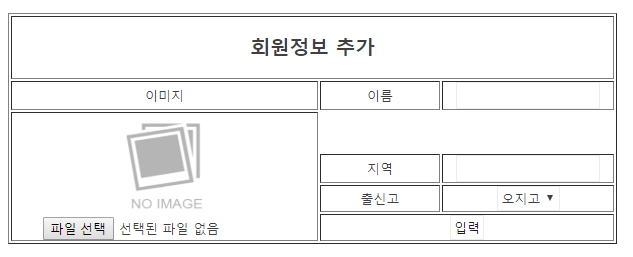 회원정보 추가
이미지 이름
NO IMAGE
지역
출신고 오지고 ▼
파일 선택 선택된 파일 없음 입력